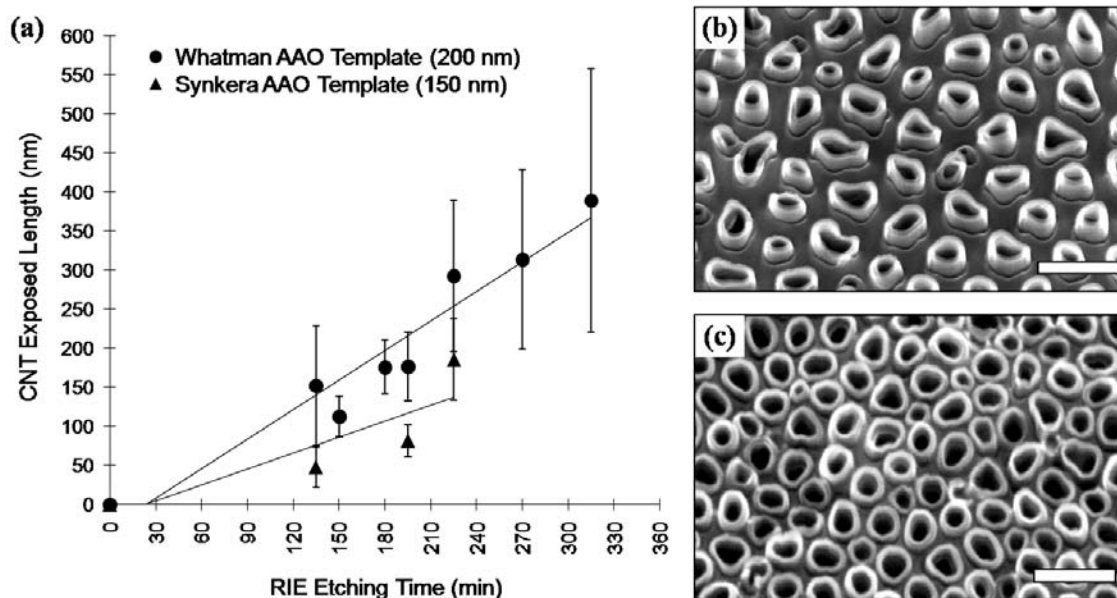 (a)
600
550
500
450
400
350
300
250
200
150
100
50
0
CNT Exposed Length (nm)
Whatman AAO Template (200 nm)
Synkera AAO Template (150 nm)
0 30 60 90 120 150 180 210 240 270 300 330 360
RIE Etching Time (min)
(b)
(c)